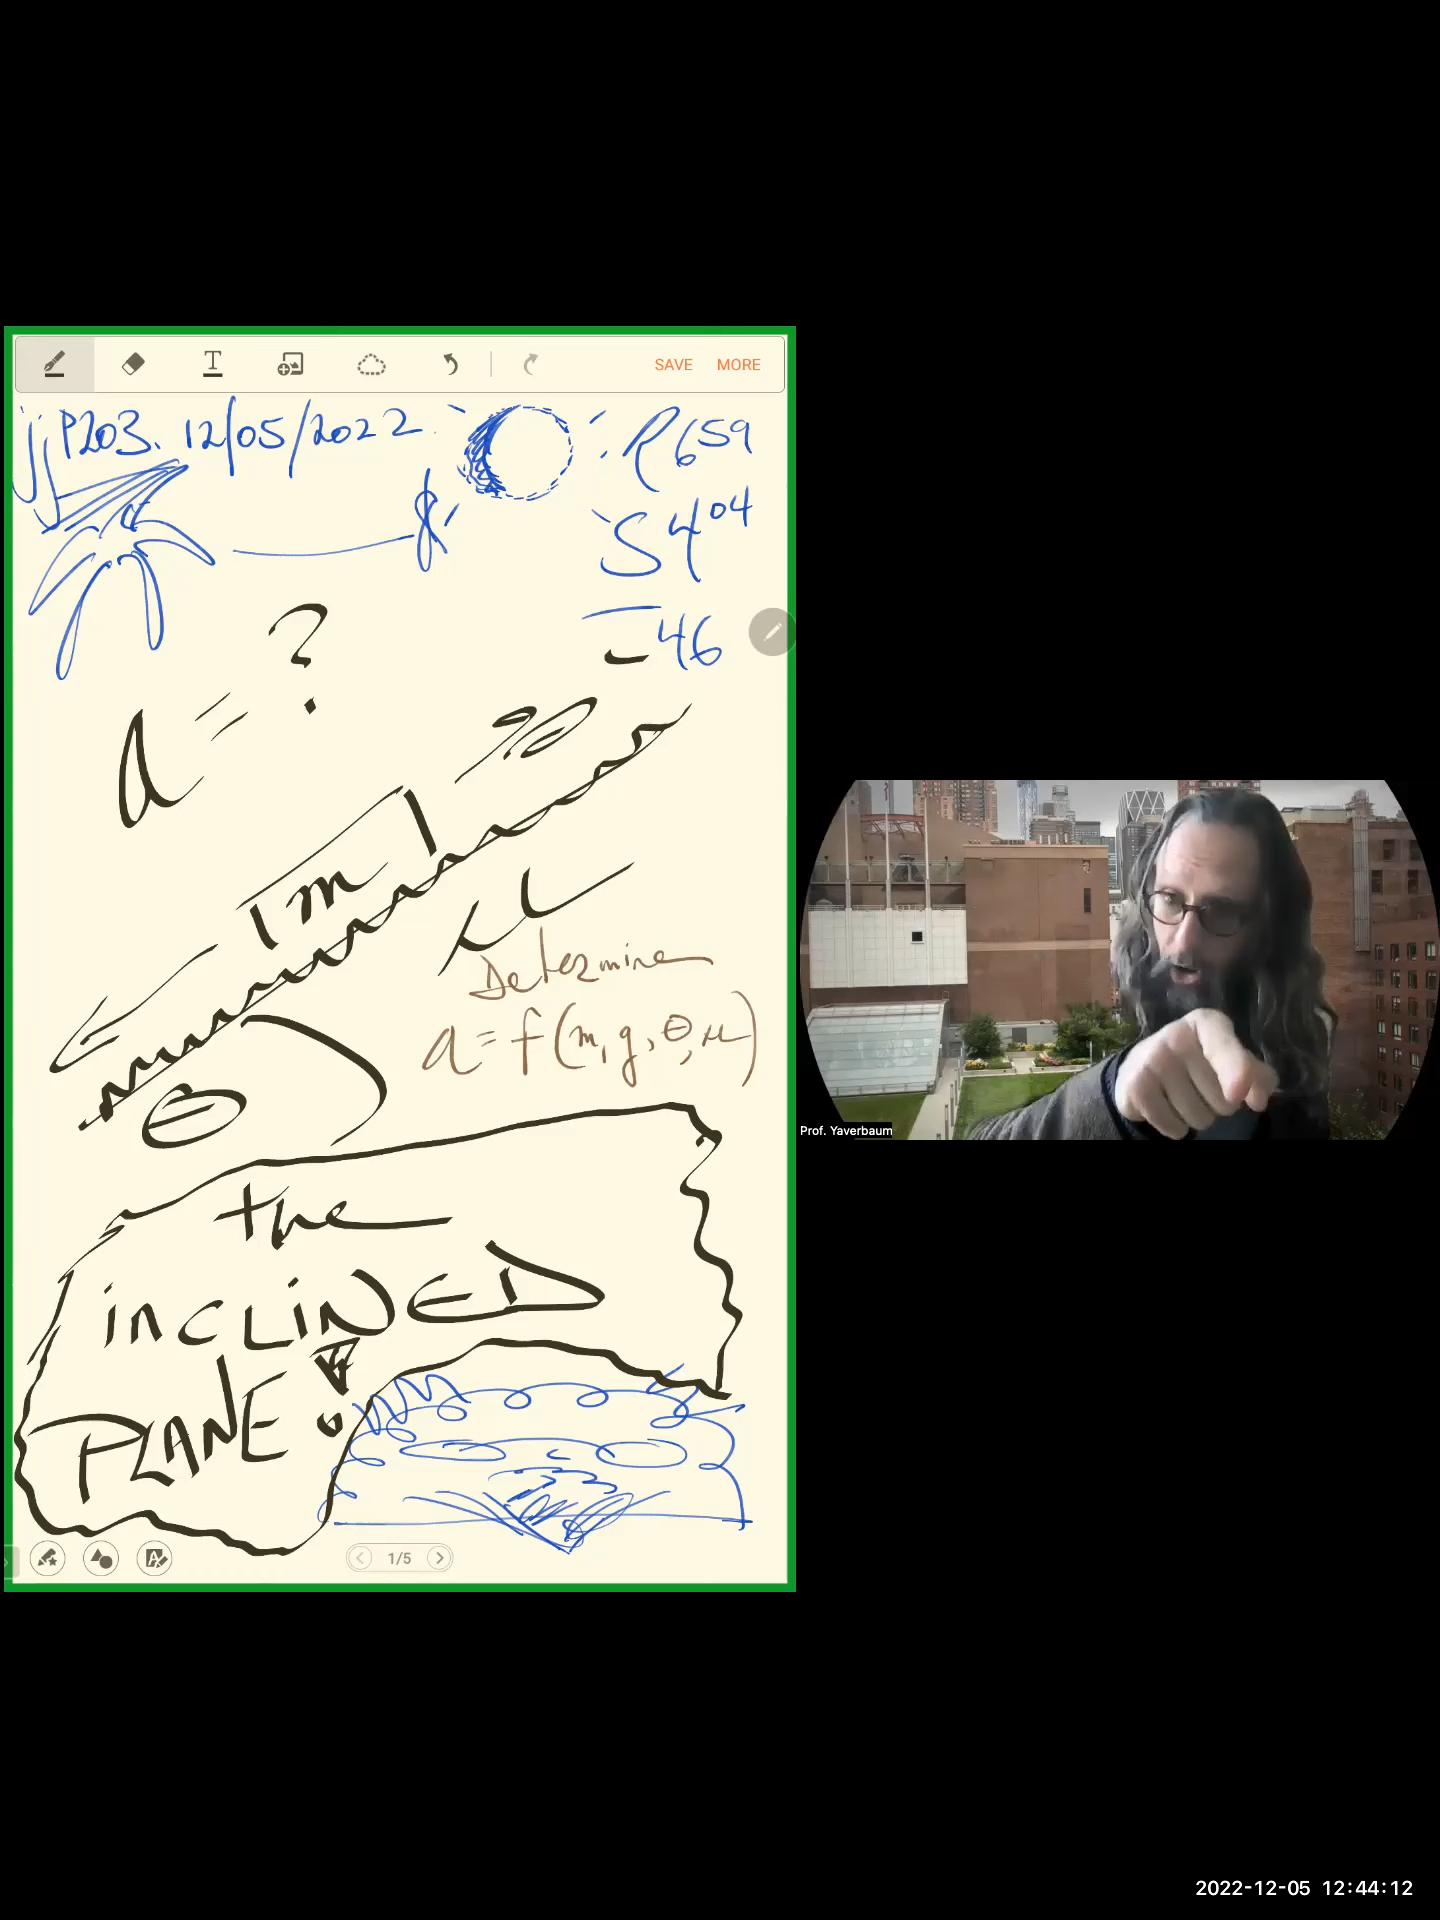 SAVE MORE
jjP203. 12/05/2022
R659
S404
46
a = ?
m
μ
Determine
a = f(m, g, θ, μ)
θ
the
inCLiNED
PLANE!
1/5
Prof. Yaverbaum
2022-12-05 12:44:12